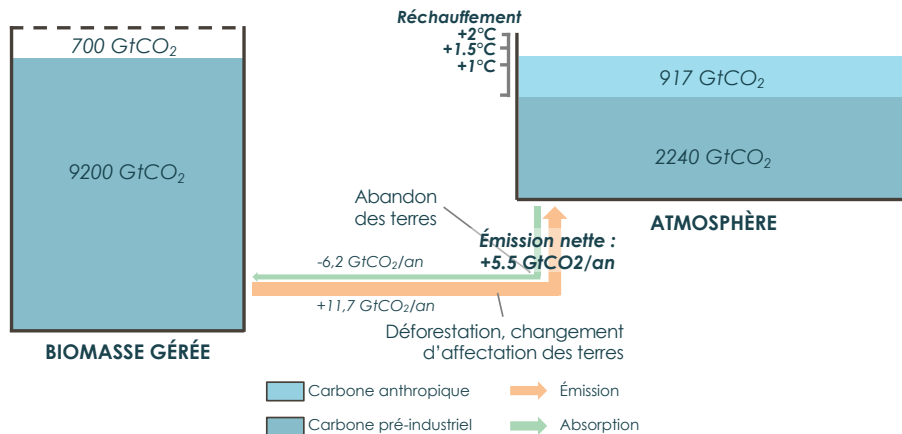 Réchauffement
+2°C
+1.5°C
+1°C
700 GtCO₂
917 GtCO₂
9200 GtCO₂
2240 GtCO₂
Abandon
des terres
ATMOSPHÈRE
Émission nette :
+5.5 GtCO2/an
-6,2 GtCO₂/an
+11,7 GtCO₂/an
Déforestation, changement
d'affectation des terres
BIOMASSE GÉRÉE
Carbone anthropique
Émission
Carbone pré-industriel
Absorption